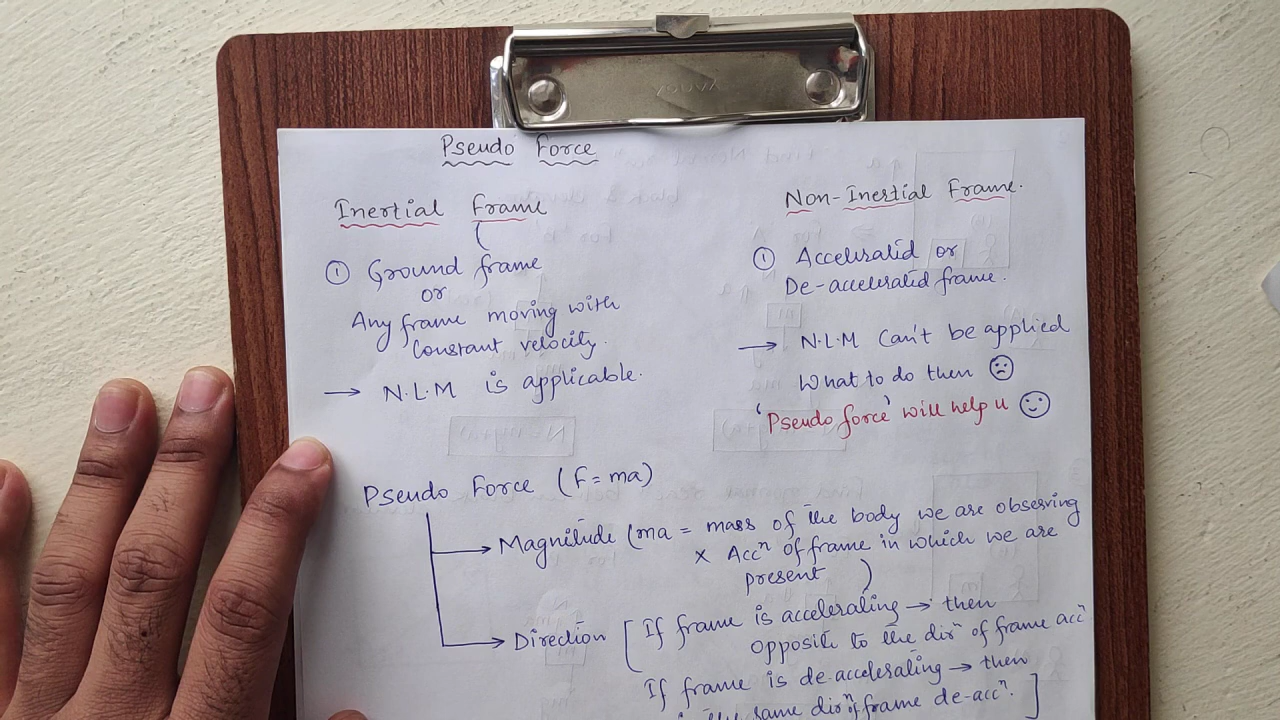 Pseudo Force
Inertial Frame
① Ground frame
or
Any frame moving with
Constant velocity.
→ N.L.M is applicable.
Non-Inertial Frame.
① Accelerated or
De-accelerated frame.
→ N.L.M Can't be applied
What to do then ☹
'Pseudo force' will help u ☺
Pseudo Force (F = ma)
→ Magnitude (ma = mass of the body we are observing
× Accⁿ of frame in which we are
present)
→ Direction [If frame is accelerating → then
opposite to the dirⁿ of frame accⁿ
If frame is de-accelerating → then
the same dirⁿ of frame de-accⁿ.]